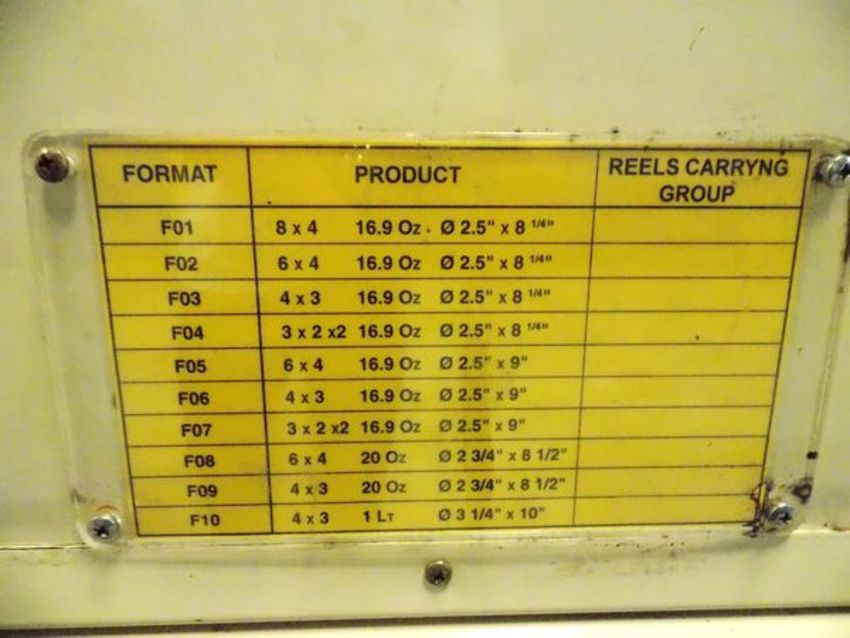 FORMAT PRODUCT REELS CARRYNG GROUP
F01 8 x 4 16.9 Oz. Ø 2.5" x 8 1/4"
F02 6 x 4 16.9 Oz Ø 2.5" x 8 1/4"
F03 4 x 3 16.9 Oz Ø 2.5" x 8 1/4"
F04 3 x 2 x2 16.9 Oz Ø 2.5" x 8 1/4"
F05 6 x 4 16.9 Oz Ø 2.5" x 9"
F06 4 x 3 16.9 Oz Ø 2.5" x 9"
F07 3 x 2 x2 16.9 Oz Ø 2.5" x 9"
F08 6 x 4 20 Oz Ø 2 3/4" x 8 1/2"
F09 4 x 3 20 Oz Ø 2 3/4" x 8 1/2"
F10 4 x 3 1 LT Ø 3 1/4" x 10"